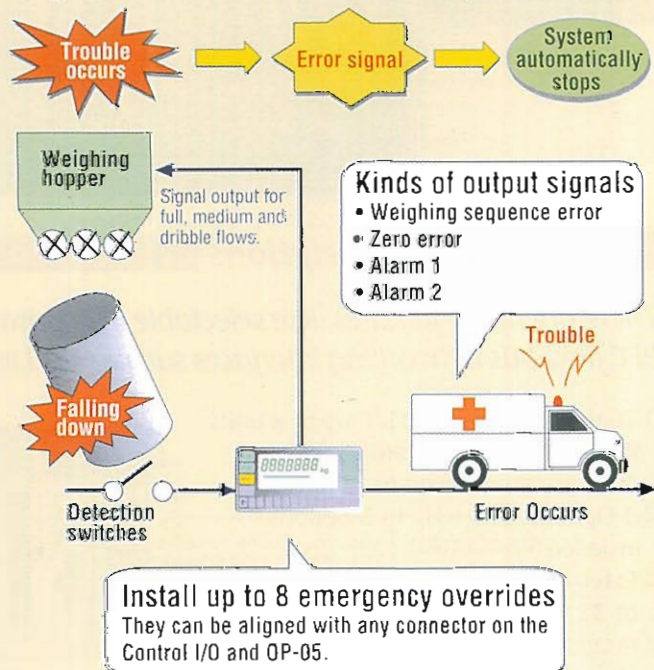 Trouble
occurs
Error signal
System
automatically
stops
Weighing
hopper
Signal output for
full, medium and
dribble flows.
Kinds of output signals
• Weighing sequence error
• Zero error
• Alarm 1
• Alarm 2
Trouble
Falling
down
8888888 kg
Detection
switches
Error Occurs
Install up to 8 emergency overrides
They can be aligned with any connector on the
Control I/O and OP-05.